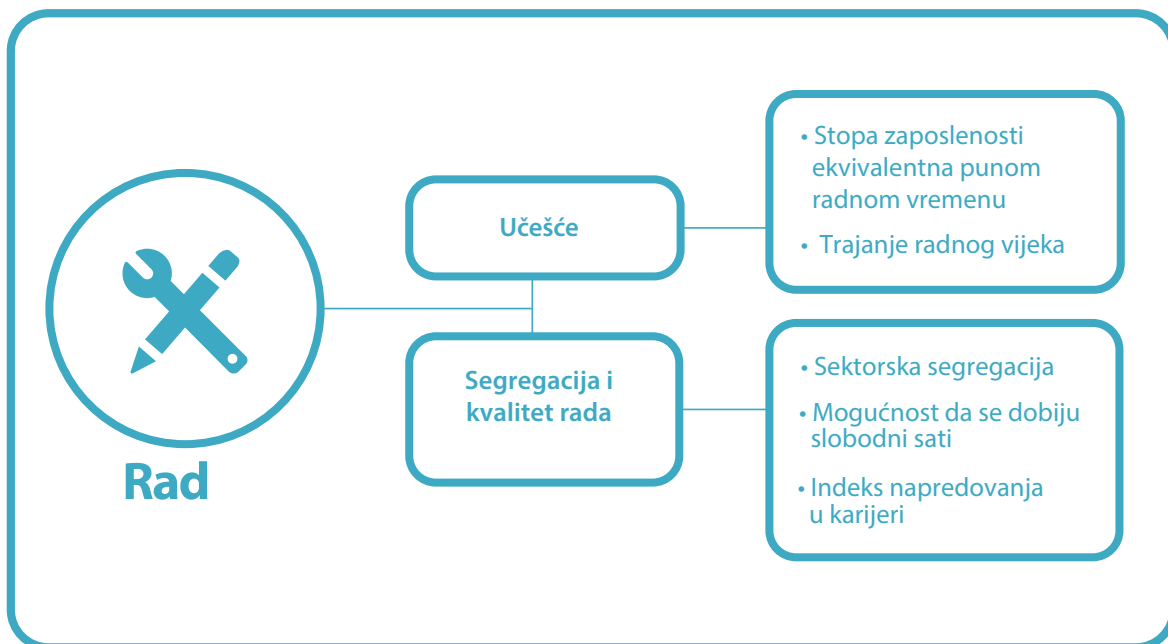 Rad
Učešće
• Stopa zaposlenosti
ekvivalentna punom
radnom vremenu
• Trajanje radnog vijeka
Segregacija i
kvalitet rada
• Sektorska segregacija
• Mogućnost da se dobiju
slobodni sati
• Indeks napredovanja
u karijeri